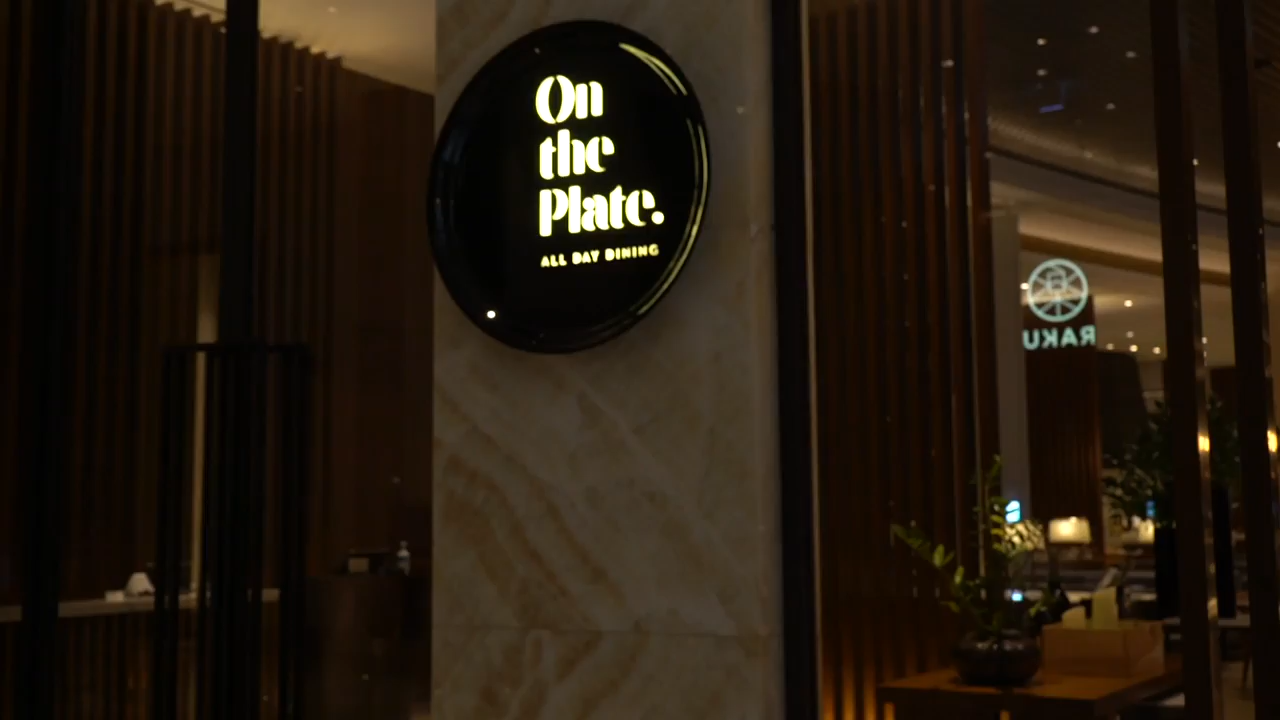 On
the
Plate.
ALL DAY DINING
RAKU